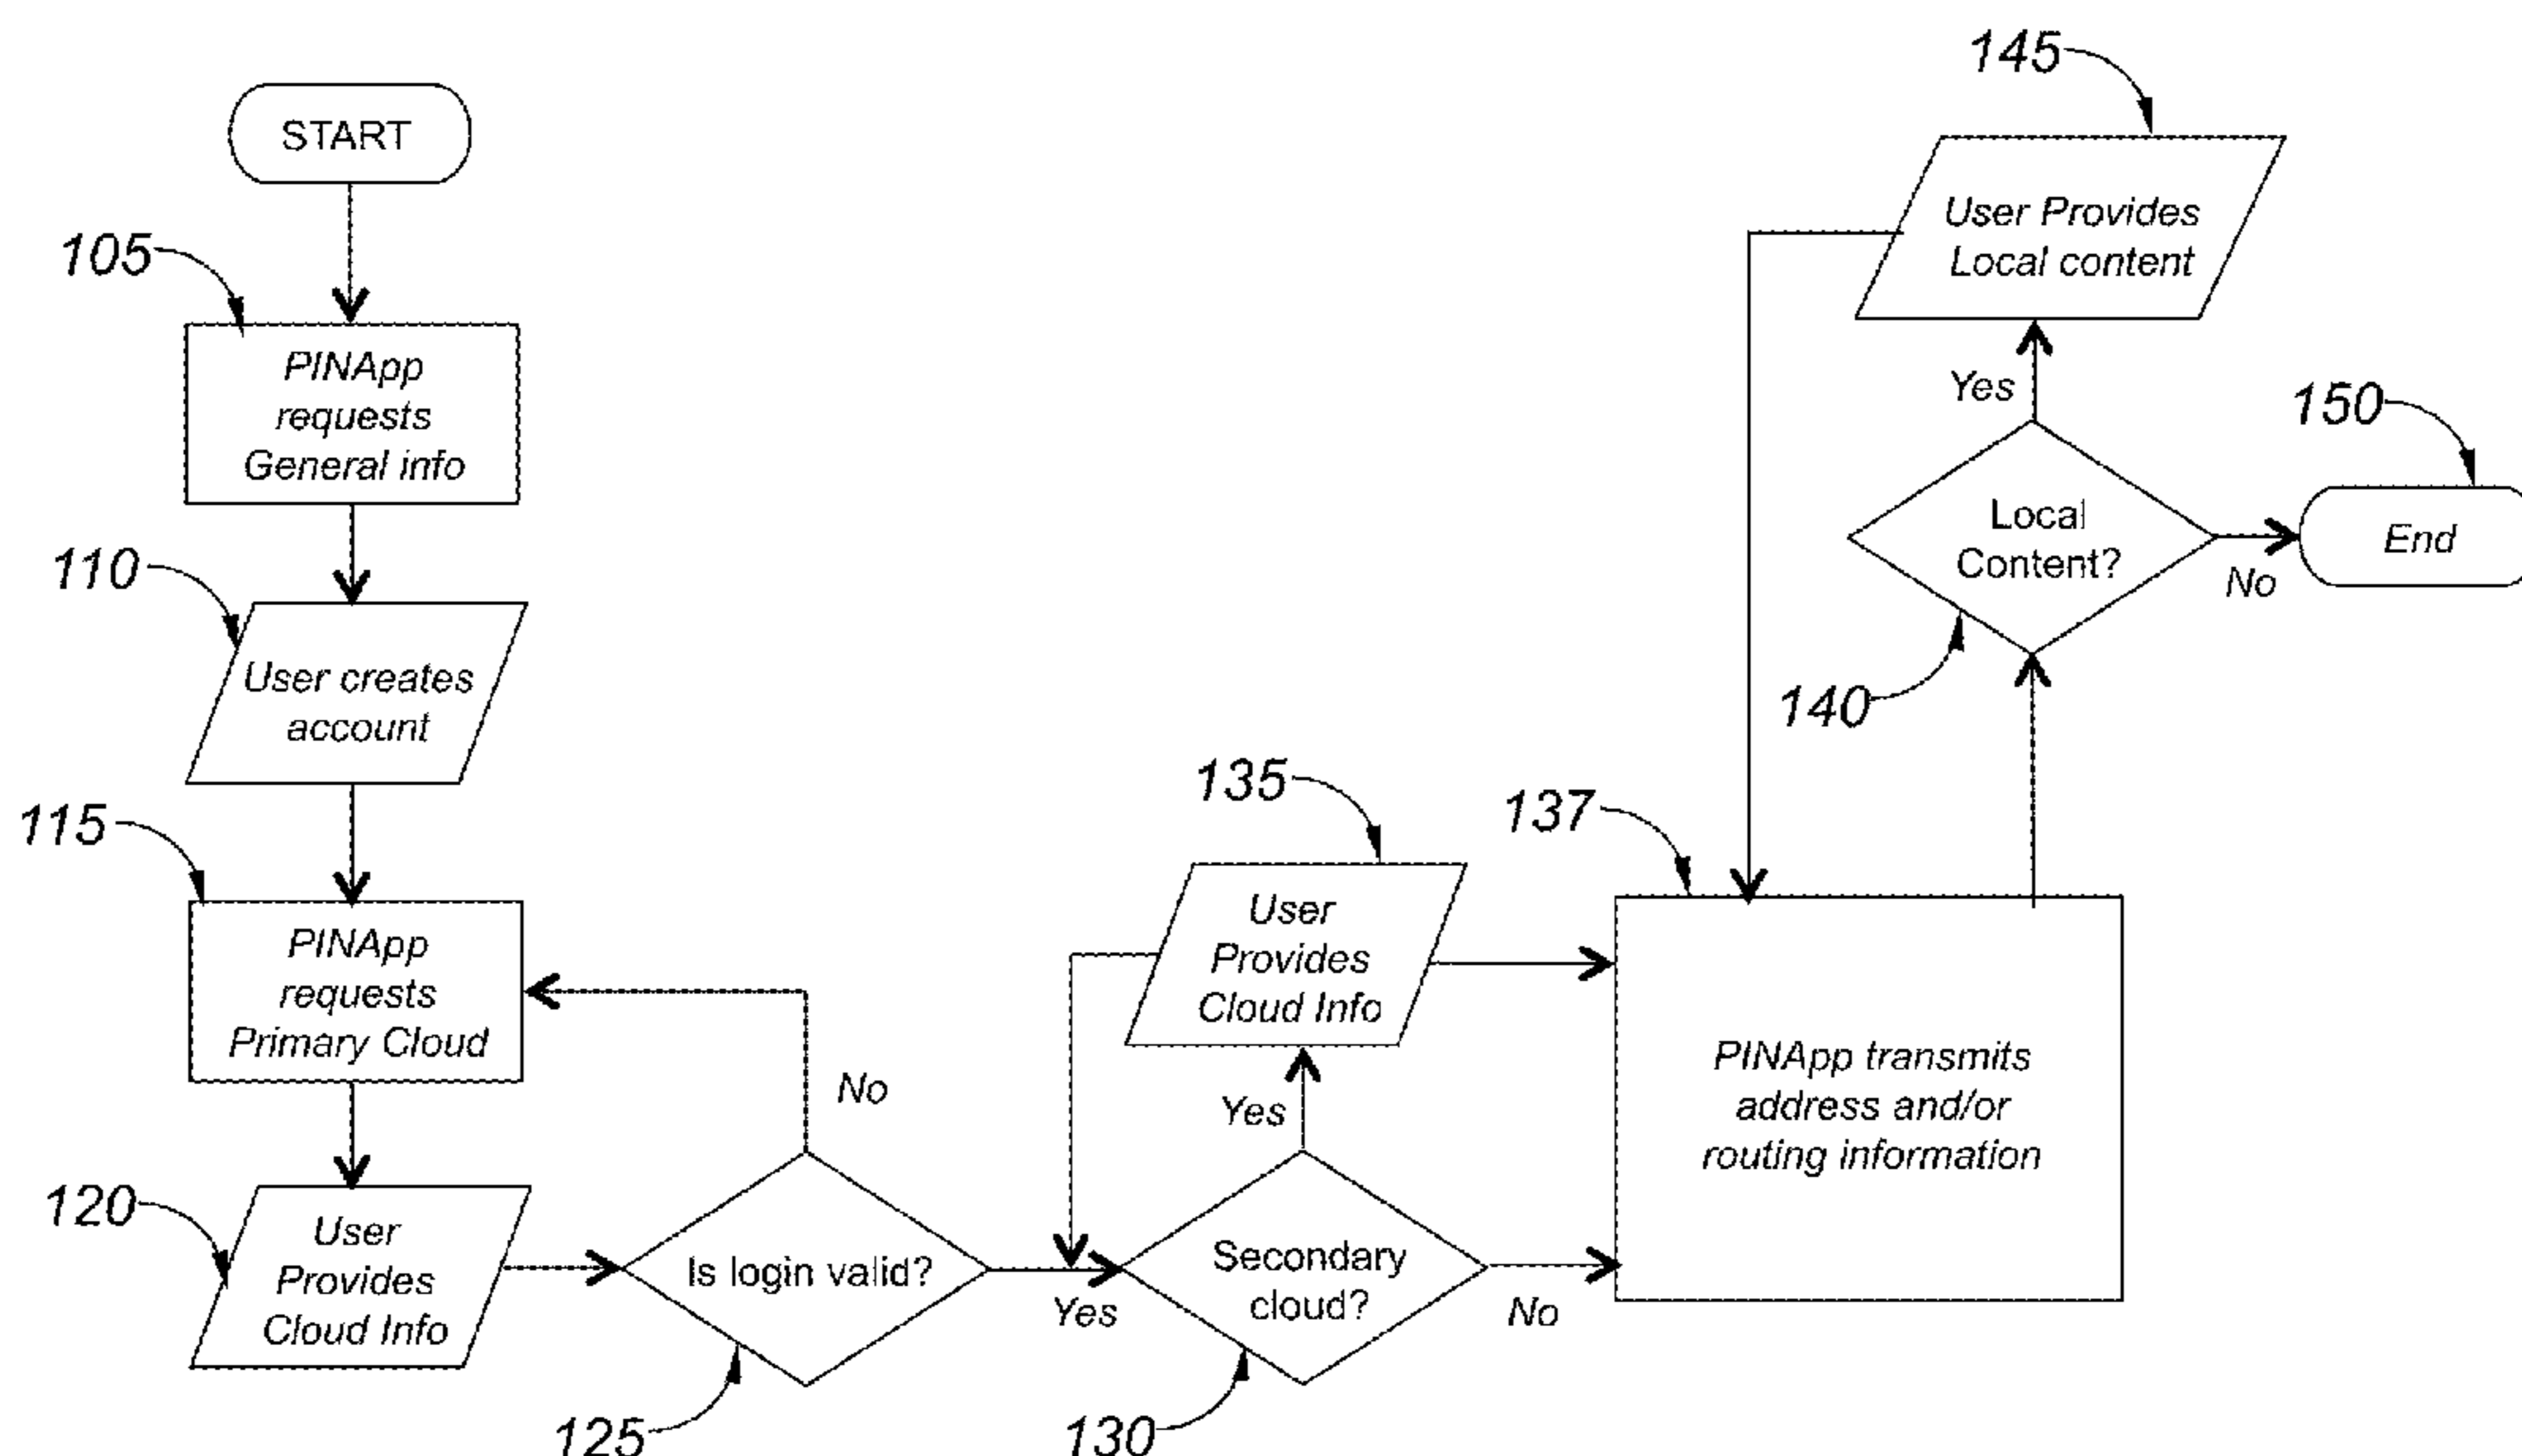 START
105
PINApp
requests
General info
110
User creates
account
115
PINApp
requests
Primary Cloud
120
User
Provides
Cloud Info
Is login valid?
125
No
Yes
Secondary
cloud?
130
Yes
No
135
User
Provides
Cloud Info
137
PINApp transmits
address and/or
routing information
140
Local
Content?
Yes
No
145
User Provides
Local content
150
End